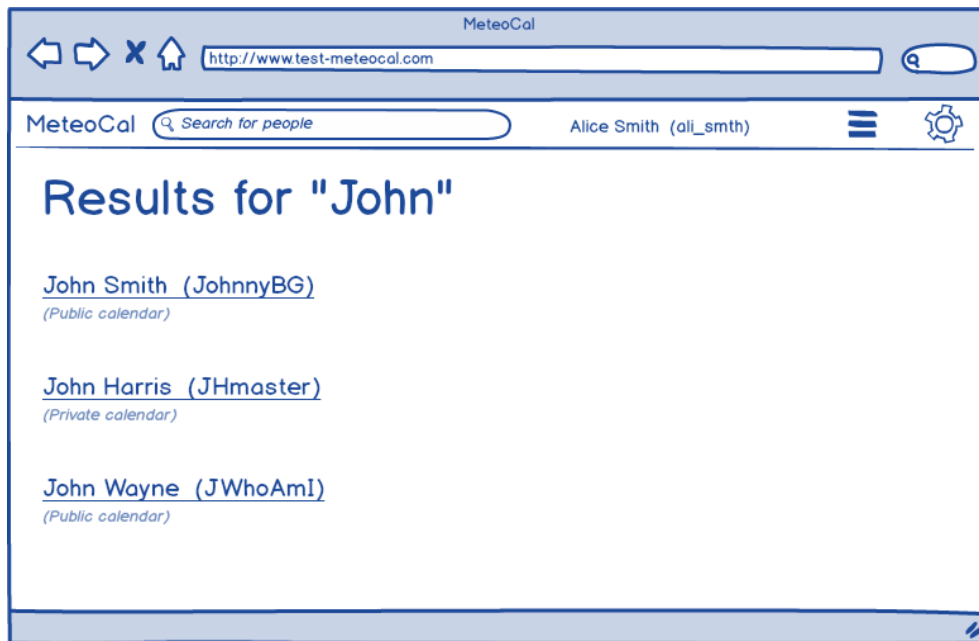 MeteoCal
http://www.test-meteocal.com
MeteoCal Search for people Alice Smith (ali_smth)
Results for "John"
John Smith (JohnnyBG)
(Public calendar)
John Harris (JHmaster)
(Private calendar)
John Wayne (JWhoAmI)
(Public calendar)